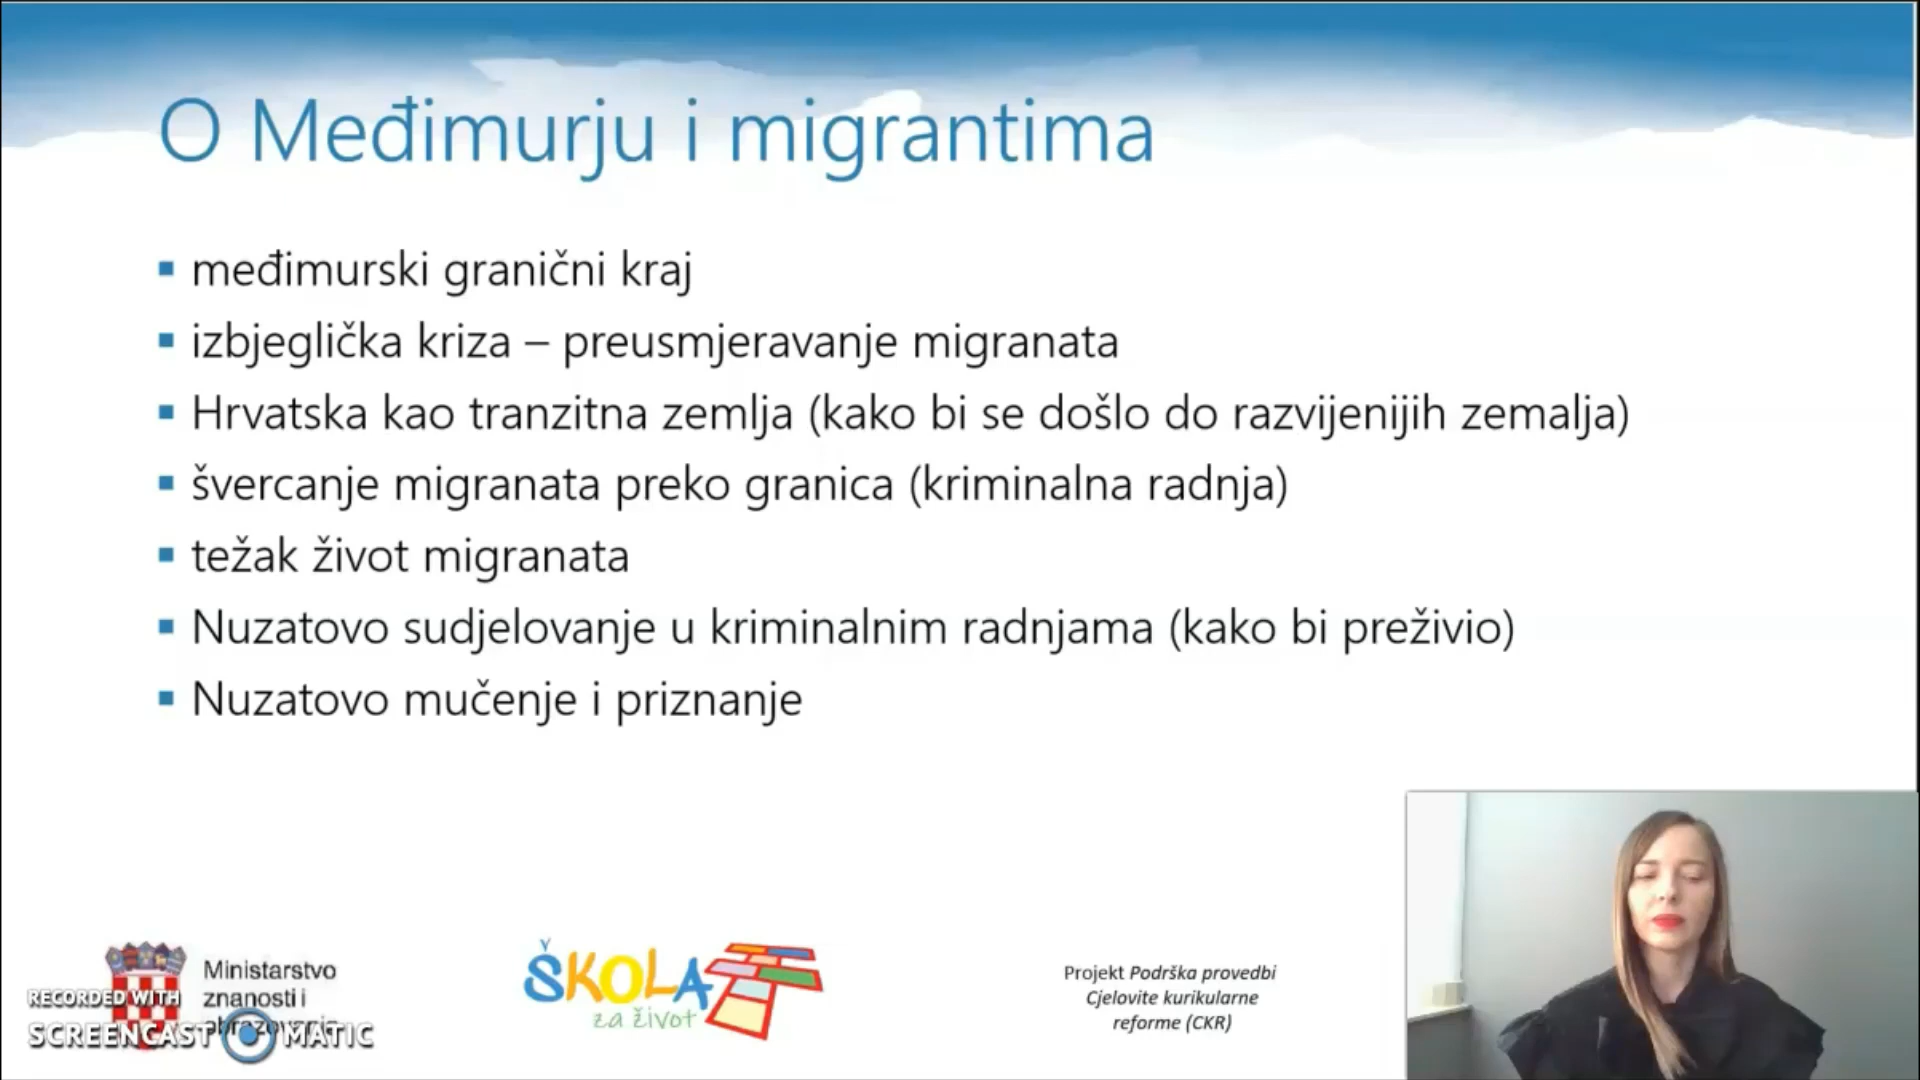 O Međimurju i migrantima
međimurski granični kraj
izbjeglička kriza – preusmjeravanje migranata
Hrvatska kao tranzitna zemlja (kako bi se došlo do razvijenijih zemalja)
švercanje migranata preko granica (kriminalna radnja)
težak život migranata
Nuzatovo sudjelovanje u kriminalnim radnjama (kako bi preživio)
Nuzatovo mučenje i priznanje
Ministarstvo
znanosti i
obrazovanja
RECORDED WITH
SCREENCAST MATIC
ŠKOLA
za život
Projekt Podrška provedbi
Cjelovite kurikularne
reforme (CKR)